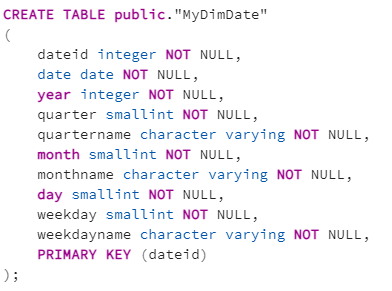 CREATE TABLE public."MyDimDate"
(
    dateid integer NOT NULL,
    date date NOT NULL,
    year integer NOT NULL,
    quarter smallint NOT NULL,
    quartername character varying NOT NULL,
    month smallint NOT NULL,
    monthname character varying NOT NULL,
    day smallint NOT NULL,
    weekday smallint NOT NULL,
    weekdayname character varying NOT NULL,
    PRIMARY KEY (dateid)
);